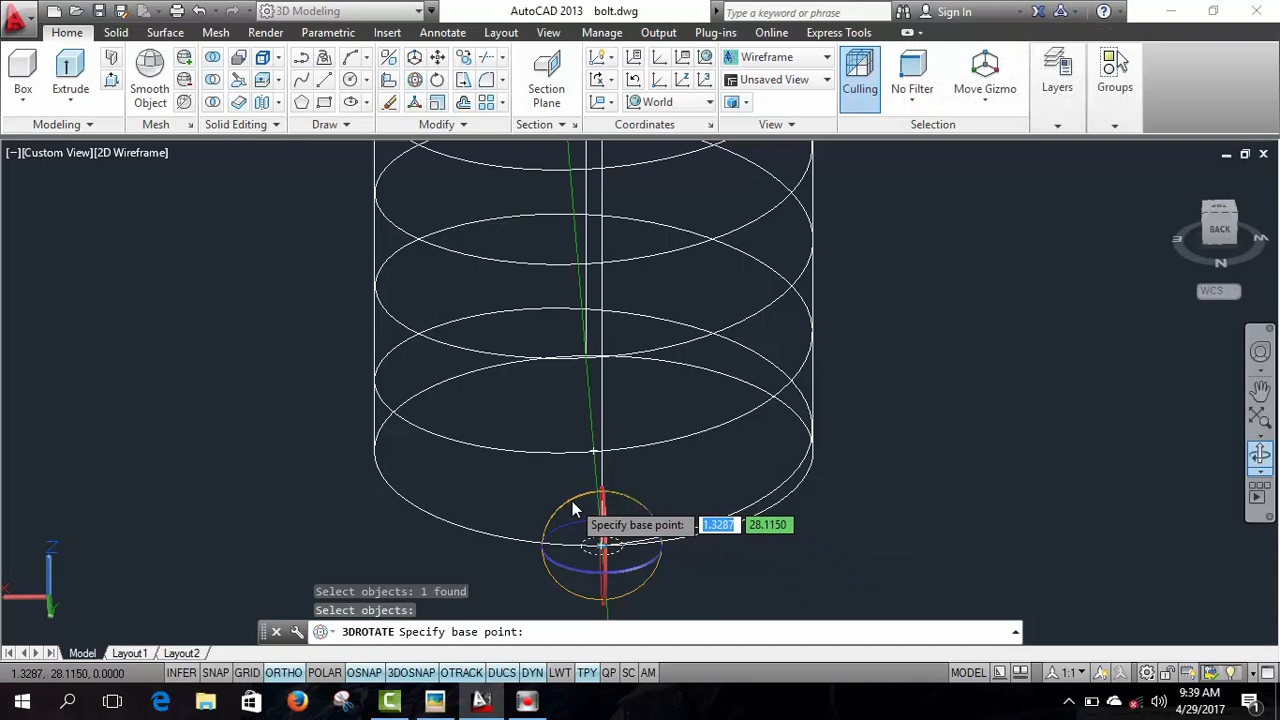 3D Modeling
AutoCAD 2013 bolt.dwg
Type a keyword or phrase
Sign In
Home Solid Surface Mesh Render Parametric Insert Annotate Layout View Manage Output Plug-ins Online Express Tools
Box
Extrude
Smooth Object
Section Plane
World
Wireframe
Unsaved View
Culling
No Filter
Move Gizmo
Layers
Groups
Modeling Mesh Solid Editing Draw Modify Section Coordinates View Selection
[−][Custom View][2D Wireframe]
TOP
BACK
N
WCS
Specify base point: 1.3287 28.1150
Z
X
Y
Select objects: 1 found
Select objects:
3DROTATE Specify base point:
Model Layout1 Layout2
1.3287, 28.1150, 0.0000 INFER SNAP GRID ORTHO POLAR OSNAP 3DOSNAP OTRACK DUCS DYN LWT TPY QP SC AM MODEL 1:1
9:39 AM
4/29/2017